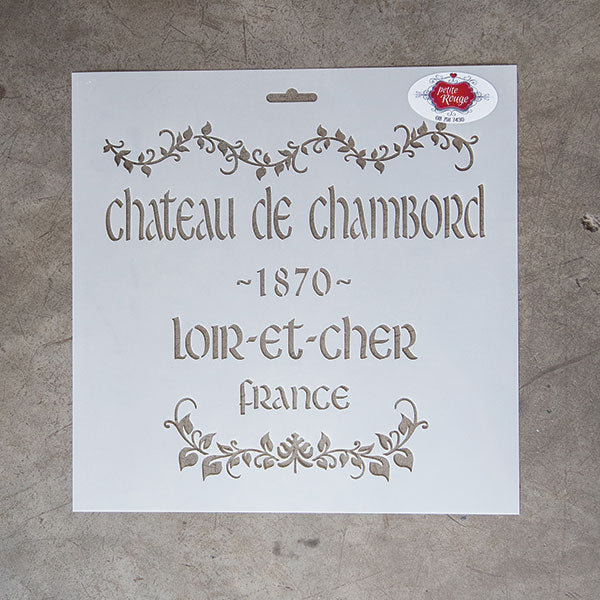 petite
Rouge
chateau de chambord
~1870~
Loir-et-cher
france